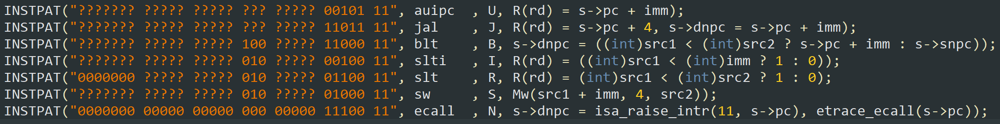 INSTPAT("??????? ????? ????? ??? ????? 00101 11", auipc  , U, R(rd) = s->pc + imm);
INSTPAT("??????? ????? ????? ??? ????? 11011 11", jal    , J, R(rd) = s->pc + 4, s->dnpc = s->pc + imm);
INSTPAT("??????? ????? ????? 100 ????? 11000 11", blt    , B, s->dnpc = ((int)src1 < (int)src2 ? s->pc + imm : s->snpc));
INSTPAT("??????? ????? ????? 010 ????? 00100 11", slti   , I, R(rd) = ((int)src1 < (int)imm ? 1 : 0));
INSTPAT("0000000 ????? ????? 010 ????? 01100 11", slt    , R, R(rd) = (int)src1 < (int)src2 ? 1 : 0);
INSTPAT("??????? ????? ????? 010 ????? 01000 11", sw     , S, Mw(src1 + imm, 4, src2));
INSTPAT("0000000 00000 00000 000 00000 11100 11", ecall  , N, s->dnpc = isa_raise_intr(11, s->pc), etrace_ecall(s->pc));